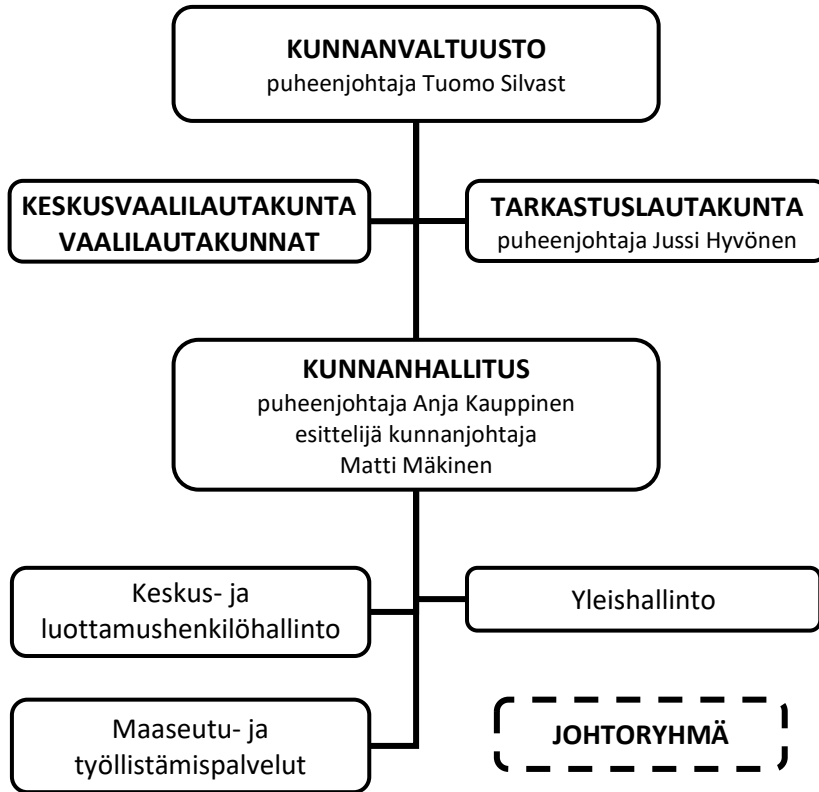 KUNNANVALTUUSTO
puheenjohtaja Tuomo Silvast
KESKUSVAALILAUTAKUNTA
VAALILAUTAKUNNAT
TARKASTUSLAUTAKUNTA
puheenjohtaja Jussi Hyvönen
KUNNANHALLITUS
puheenjohtaja Anja Kauppinen
esittelijä kunnanjohtaja
Matti Mäkinen
Keskus- ja
luottamushenkilöhallinto
Yleishallinto
Maaseutu- ja
työllistämispalvelut
JOHTORYHMÄ